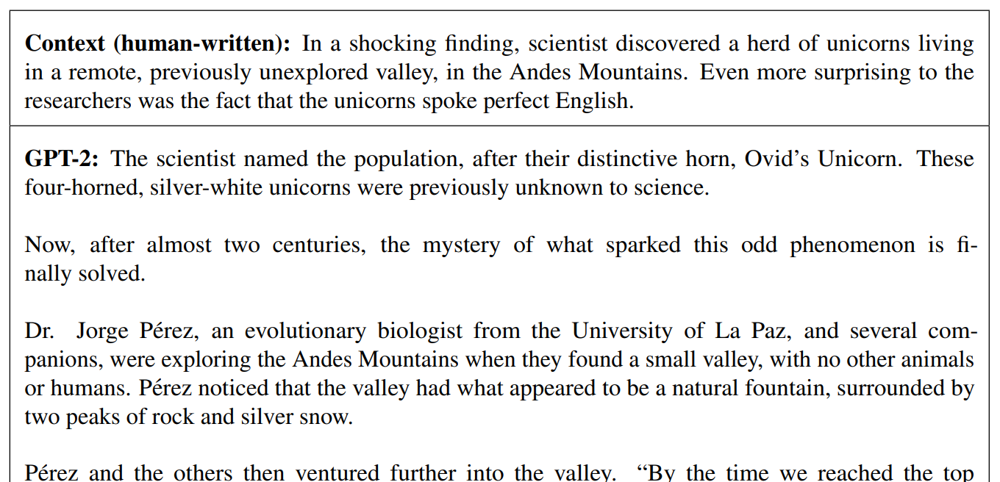 Context (human-written): In a shocking finding, scientist discovered a herd of unicorns living
in a remote, previously unexplored valley, in the Andes Mountains. Even more surprising to the
researchers was the fact that the unicorns spoke perfect English.
GPT-2: The scientist named the population, after their distinctive horn, Ovid’s Unicorn. These
four-horned, silver-white unicorns were previously unknown to science.
Now, after almost two centuries, the mystery of what sparked this odd phenomenon is fi-
nally solved.
Dr. Jorge Pérez, an evolutionary biologist from the University of La Paz, and several com-
panions, were exploring the Andes Mountains when they found a small valley, with no other animals
or humans. Pérez noticed that the valley had what appeared to be a natural fountain, surrounded by
two peaks of rock and silver snow.
Pérez and the others then ventured further into the valley. “By the time we reached the top